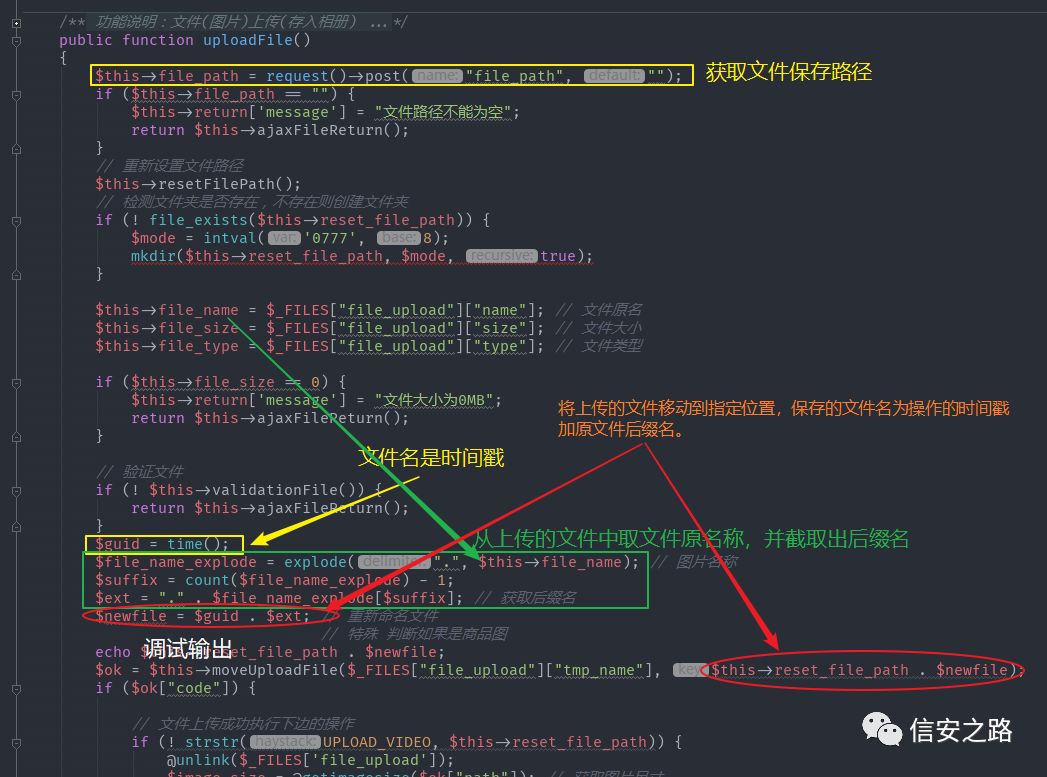 /** 功能说明：文件(图片)上传(存入相册) ...*/
public function uploadFile()
{
$this->file_path = request()->post( name: "file_path", default: "");
获取文件保存路径
if ($this->file_path == "") {
$this->return['message'] = "文件路径不能为空";
return $this->ajaxFileReturn();
}
// 重新设置文件路径
$this->resetFilePath();
// 检测文件夹是否存在，不存在则创建文件夹
if (! file_exists($this->reset_file_path)) {
$mode = intval( var: '0777', base: 8);
mkdir($this->reset_file_path, $mode, recursive: true);
}
$this->file_name = $_FILES["file_upload"]["name"]; // 文件原名
$this->file_size = $_FILES["file_upload"]["size"]; // 文件大小
$this->file_type = $_FILES["file_upload"]["type"]; // 文件类型
if ($this->file_size == 0) {
$this->return['message'] = "文件大小为0MB";
return $this->ajaxFileReturn();
}
将上传的文件移动到指定位置，保存的文件名为操作的时间戳
加原文件后缀名。
文件名是时间戳
// 验证文件
if (! $this->validationFile()) {
return $this->ajaxFileReturn();
}
$guid = time();
从上传的文件中取文件原名称，并截取出后缀名
$file_name_explode = explode( delimiter: ".", $this->file_name); // 图片名称
$suffix = count($file_name_explode) - 1;
$ext = "." . $file_name_explode[$suffix]; // 获取后缀名
$newfile = $guid . $ext; // 重新命名文件
// 特殊 判断如果是商品图
调试输出
echo $ reset_file_path . $newfile;
$ok = $this->moveUploadFile($_FILES["file_upload"]["tmp_name"], key: $this->reset_file_path . $newfile);
if ($ok["code"]) {
// 文件上传成功执行下边的操作
if (! strstr( haystack: UPLOAD_VIDEO, $this->reset_file_path)) {
@unlink($_FILES['file_upload']);
$image_size = @getimagesize($ok["path"]); // 获取图片尺寸
信安之路